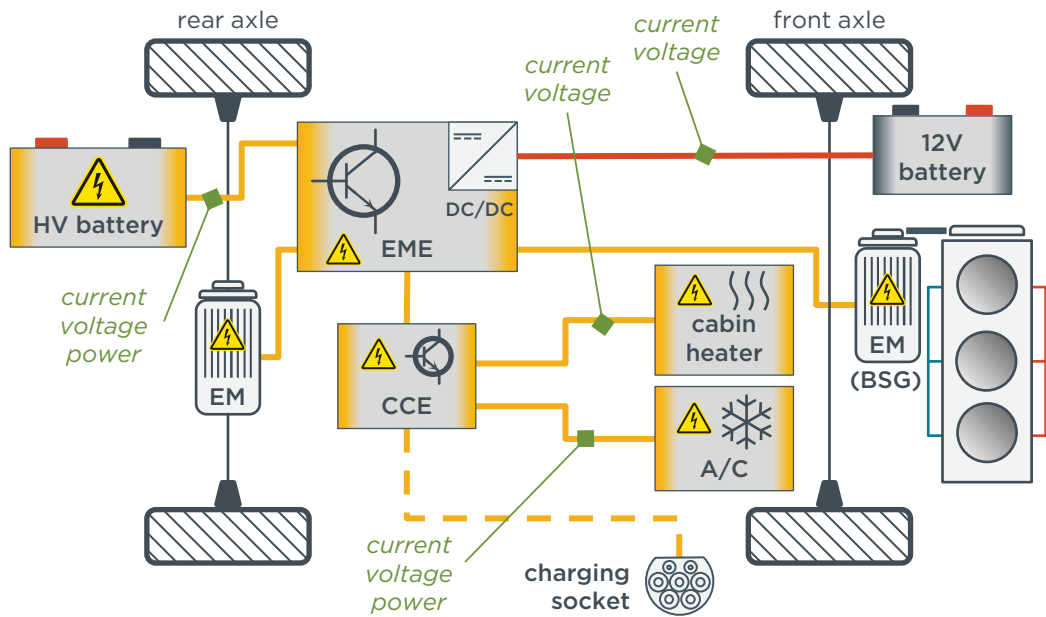 rear axle
front axle
current
voltage
current
voltage
12V
battery
HV battery
DC/DC
EME
current
voltage
power
EM
CCE
cabin
heater
A/C
EM
(BSG)
current
voltage
power
charging
socket